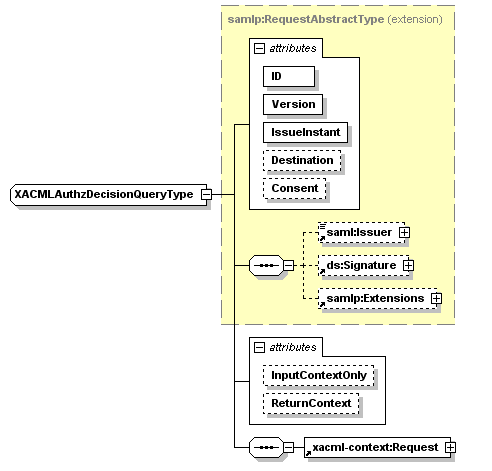 samlp:RequestAbstractType (extension)
attributes
ID
Version
IssueInstant
Destination
Consent
XACMLAuthzDecisionQueryType
saml:Issuer
ds:Signature
samlp:Extensions
attributes
InputContextOnly
ReturnContext
xacml-context:Request